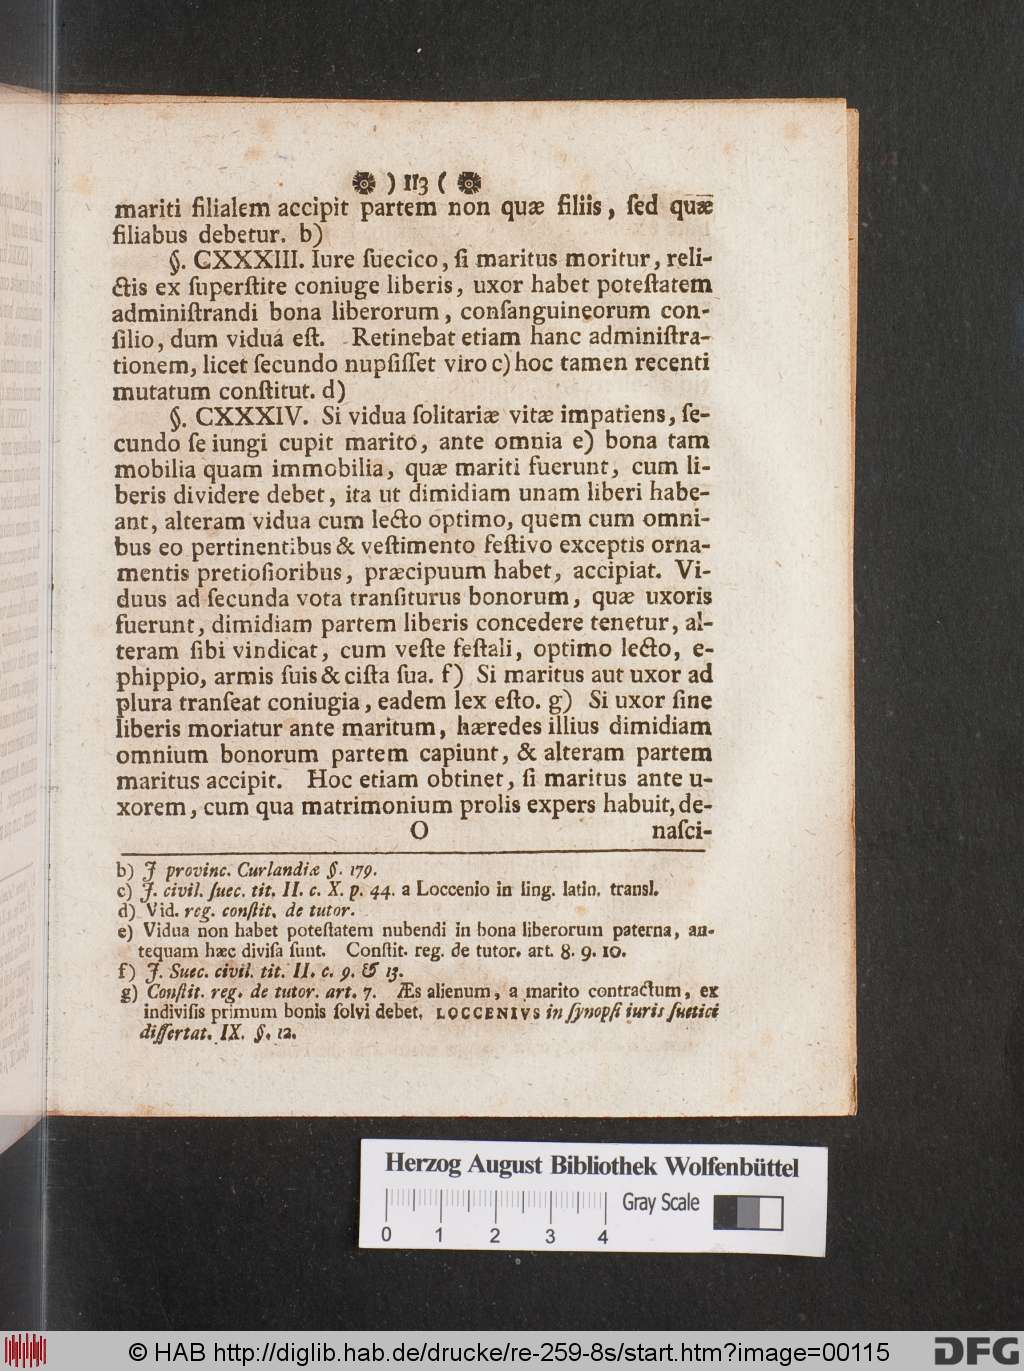 ) 113 (
mariti filialem accipit partem non quæ filiis, ſed quæ
filiabus debetur. b)
§. CXXXIII. Iure ſuecico, ſi maritus moritur, reli-
ctis ex ſuperſtite coniuge liberis, uxor habet poteſtatem
adminiſtrandi bona liberorum, conſanguineorum con-
ſilio, dum vidua eſt. Retinebat etiam hanc adminiſtra-
tionem, licet ſecundo nupſiſſet viro c) hoc tamen recenti
mutatum conſtitut. d)
§. CXXXIV. Si vidua ſolitariæ vitæ impatiens, ſe-
cundo ſe iungi cupit marito, ante omnia e) bona tam
mobilia quam immobilia, quæ mariti fuerunt, cum li-
beris dividere debet, ita ut dimidiam unam liberi habe-
ant, alteram vidua cum lecto optimo, quem cum omni-
bus eo pertinentibus & veſtimento feſtivo exceptis orna-
mentis pretioſioribus, præcipuum habet, accipiat. Vi-
duus ad ſecunda vota tranſiturus bonorum, quæ uxoris
fuerunt, dimidiam partem liberis concedere tenetur, al-
teram ſibi vindicat, cum veſte feſtali, optimo lecto, e-
phippio, armis ſuis & ciſta ſua. f) Si maritus aut uxor ad
plura tranſeat coniugia, eadem lex eſto. g) Si uxor ſine
liberis moriatur ante maritum, hæredes illius dimidiam
omnium bonorum partem capiunt, & alteram partem
maritus accipit. Hoc etiam obtinet, ſi maritus ante u-
xorem, cum qua matrimonium prolis expers habuit, de-
O naſci-
b) J provinc. Curlandiæ §. 179.
c) J. civil. ſuec. tit. II. c. X. p. 44. a Loccenio in ling. latin. transl.
d) Vid. reg. conſtit. de tutor.
e) Vidua non habet poteſtatem nubendi in bona liberorum paterna, an-
tequam hæc diviſa ſunt. Conſtit. reg. de tutor. art. 8. 9. 10.
f) J. Suec. civil. tit. II. c. 9. & 13.
g) Conſtit. reg. de tutor. art. 7. Æs alienum, a marito contractum, ex
indiviſis primum bonis ſolvi debet. LOCCENIVS in ſynopſi iuris ſuetici
diſſertat. IX. §. 12.
Herzog August Bibliothek Wolfenbüttel
Gray Scale
0 1 2 3 4
© HAB http://diglib.hab.de/drucke/re-259-8s/start.htm?image=00115
DFG